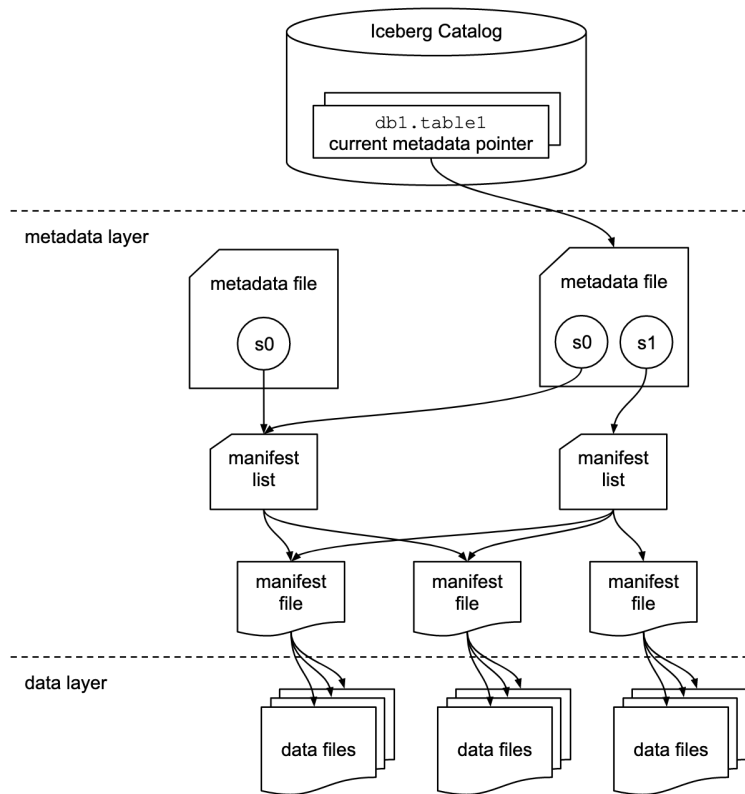 Iceberg Catalog
db1.table1
current metadata pointer
metadata layer
metadata file
s0
metadata file
s0
s1
manifest
list
manifest
list
manifest
file
manifest
file
manifest
file
data layer
data files
data files
data files